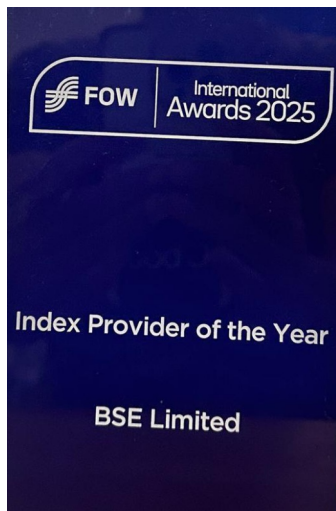 FOW
International
Awards 2025
Index Provider of the Year
BSE Limited